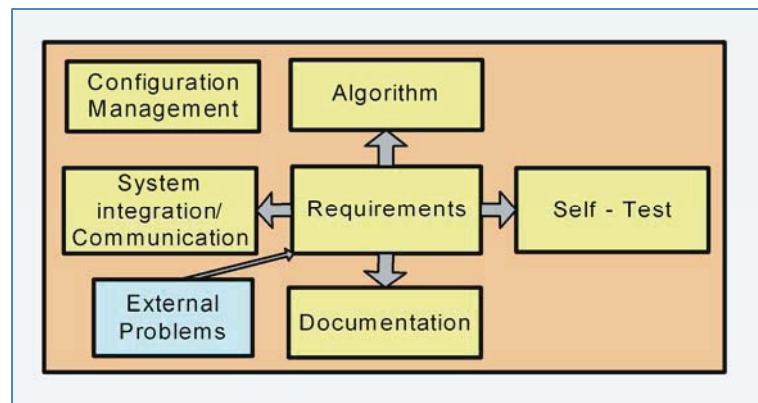 Configuration
Management
Algorithm
System
integration/
Communication
Requirements
Self - Test
External
Problems
Documentation